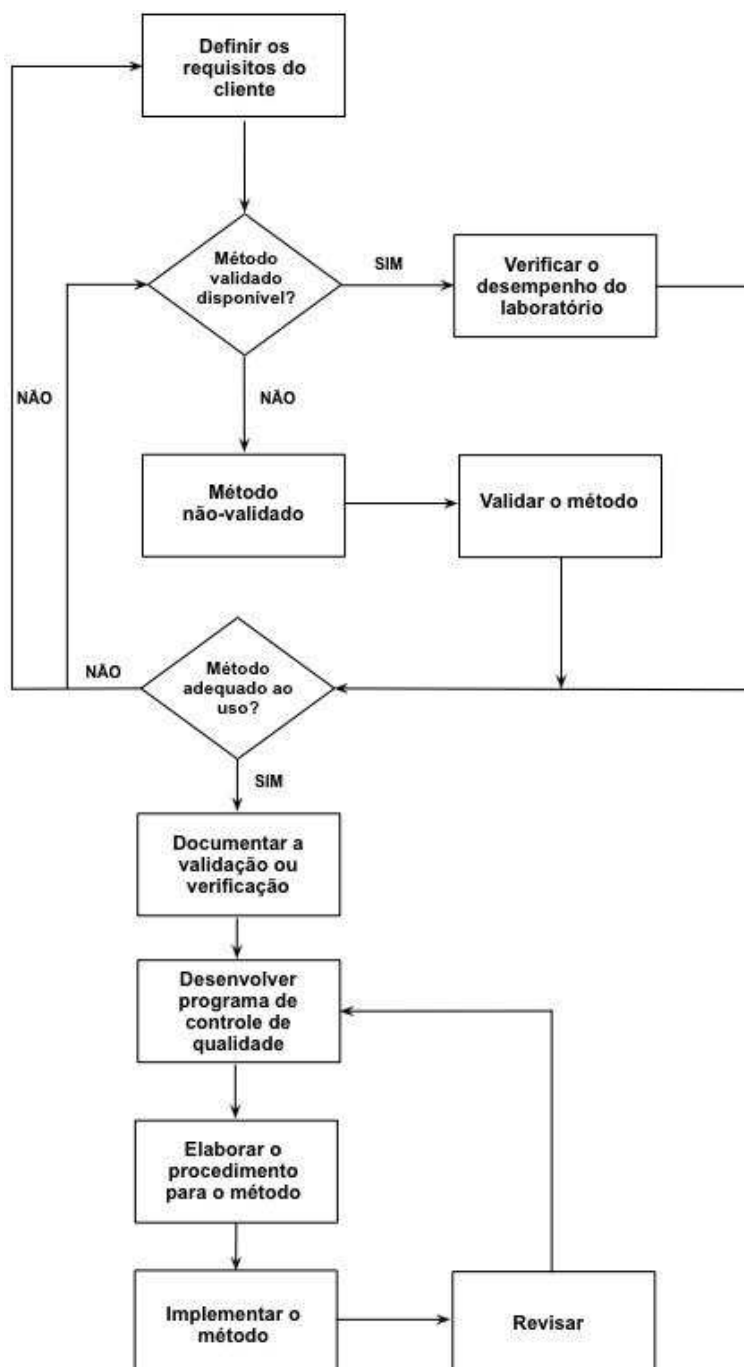 Definir os
requisitos do
cliente
Método
validado
disponível?
SIM
Verificar o
desempenho do
laboratório
NÃO
NÃO
Método
não-validado
Validar o método
NÃO
Método
adequado ao
uso?
SIM
Documentar a
validação ou
verificação
Desenvolver
programa de
controle de
qualidade
Elaborar o
procedimento
para o método
Implementar o
método
Revisar